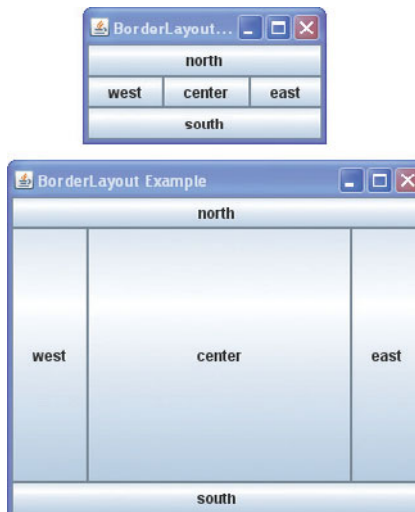 BorderLayout...
north
west center east
south
BorderLayout Example
north
west center east
south